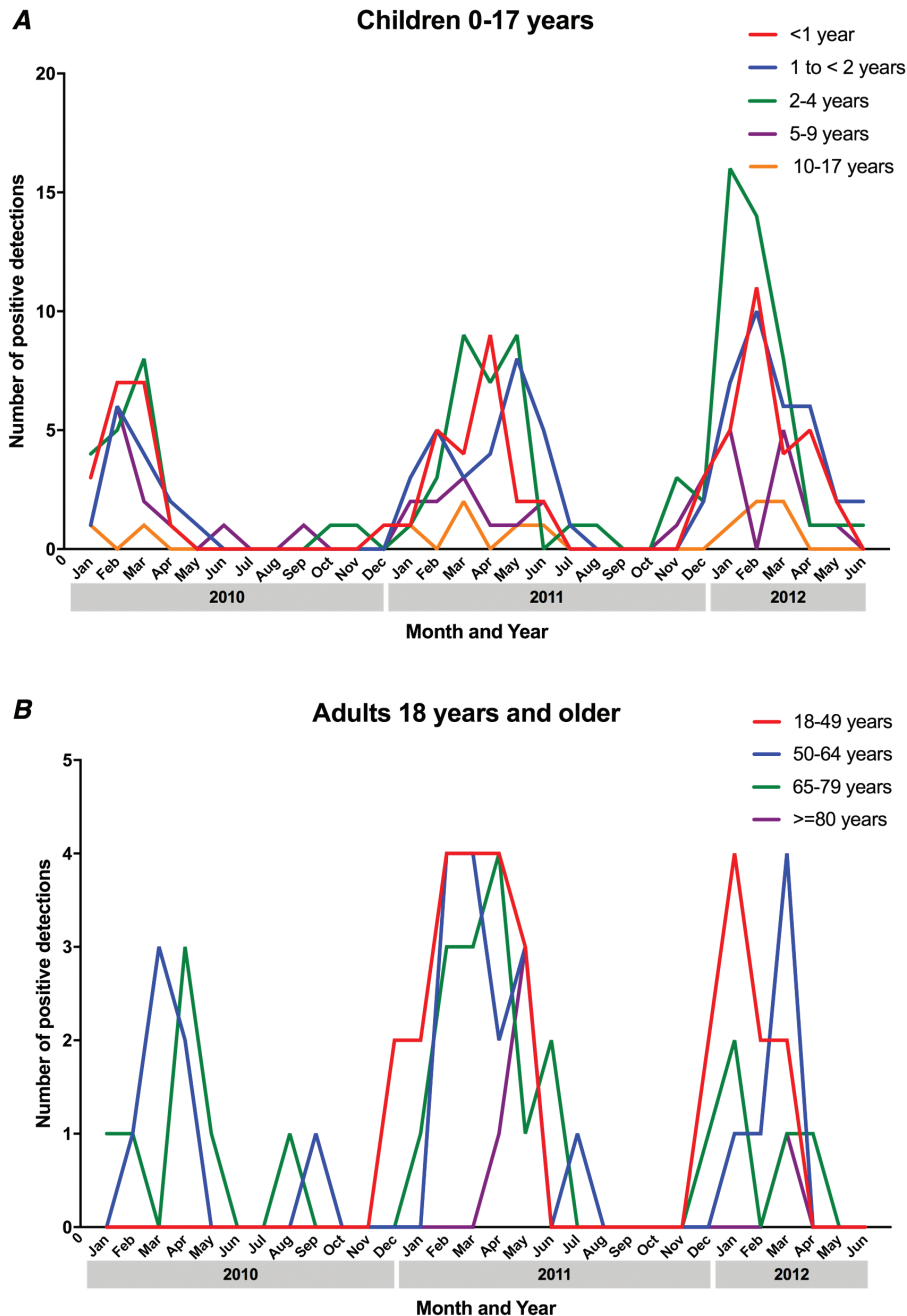 A
Children 0-17 years
<1 year
1 to < 2 years
2-4 years
5-9 years
10-17 years
Number of positive detections
20
15
10
5
0
0 Jan Feb Mar Apr May Jun Jul Aug Sep Oct Nov Dec Jan Feb Mar Apr May Jun Jul Aug Sep Oct Nov Dec Jan Feb Mar Apr May Jun
2010 2011 2012
Month and Year
B
Adults 18 years and older
18-49 years
50-64 years
65-79 years
>=80 years
Number of positive detections
5
4
3
2
1
0
0 Jan Feb Mar Apr May Jun Jul Aug Sep Oct Nov Dec Jan Feb Mar Apr May Jun Jul Aug Sep Oct Nov Dec Jan Feb Mar Apr May Jun
2010 2011 2012
Month and Year